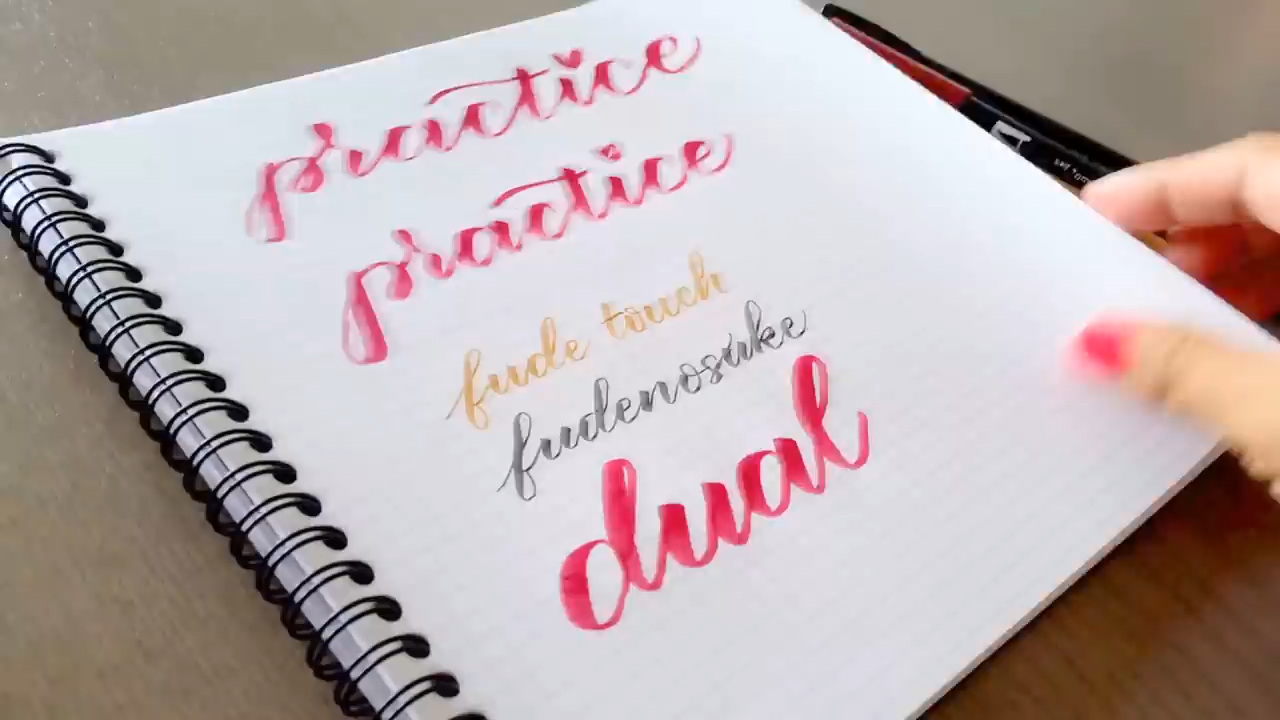 practice
practice
fude touch
fudenosuke
dual